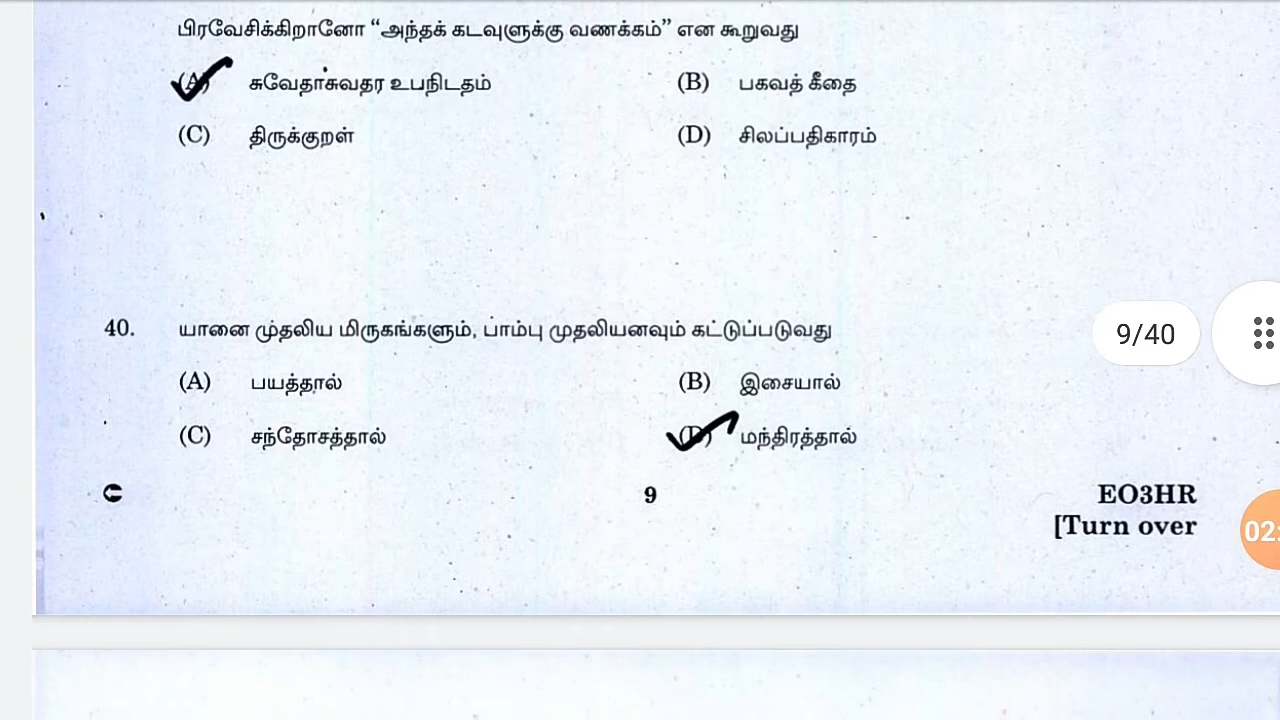 பிரவேசிக்கிறானோ “அந்தக் கடவுளுக்கு வணக்கம்” என கூறுவது
(A) சுவேதாசுவதர உபநிடதம் (B) பகவத் கீதை
(C) திருக்குறள் (D) சிலப்பதிகாரம்
40. யானை முதலிய மிருகங்களும், பாம்பு முதலியனவும் கட்டுப்படுவது
9/40
(A) பயத்தால் (B) இசையால்
(C) சந்தோசத்தால் (D) மந்திரத்தால்
9
EO3HR
[Turn over
02: